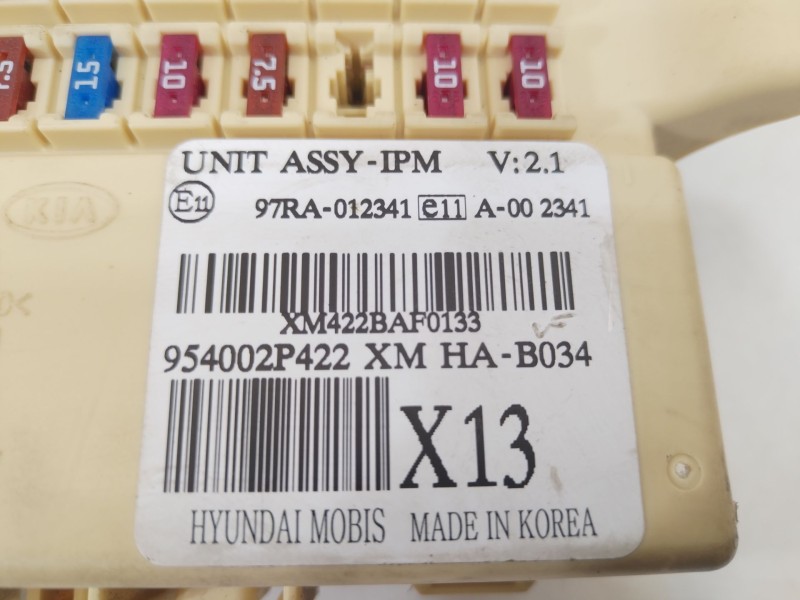 7.5 15 10 7.5 10 10
UNIT ASSY-IPM V:2.1
KIA
E11 97RA-012341 e11 A-00 2341
XM422BAF0133
954002P422 XM HA-B034
X13
HYUNDAI MOBIS MADE IN KOREA